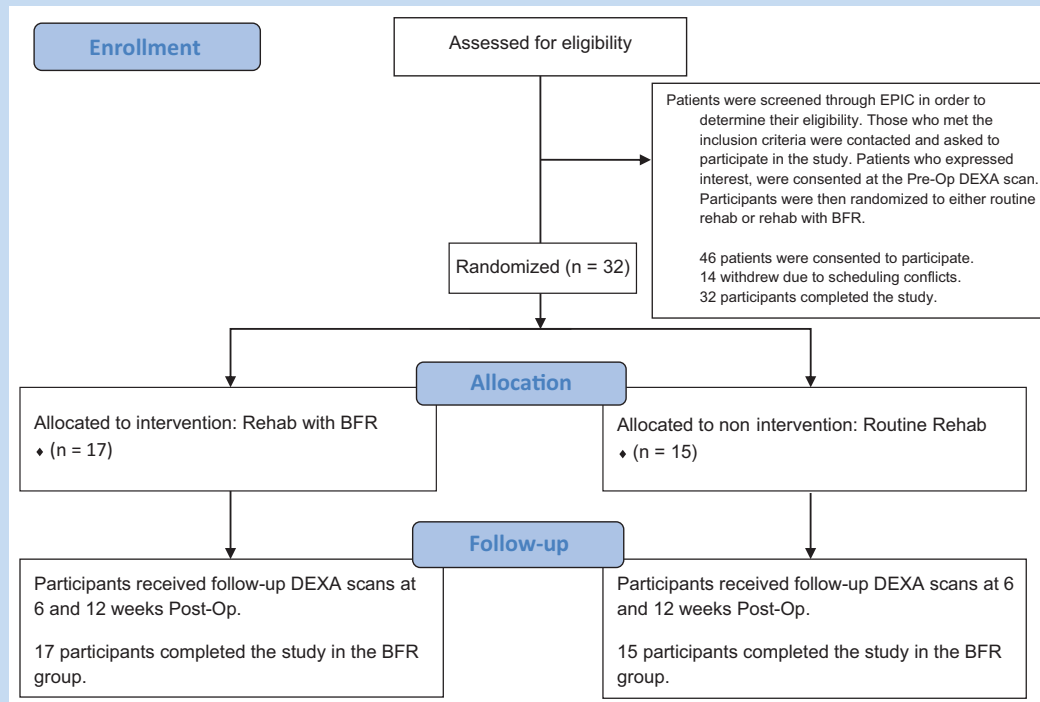 Enrollment
Assessed for eligibility
Patients were screened through EPIC in order to
determine their eligibility. Those who met the
inclusion criteria were contacted and asked to
participate in the study. Patients who expressed
interest, were consented at the Pre-Op DEXA scan.
Participants were then randomized to either routine
rehab or rehab with BFR.
46 patients were consented to participate.
14 withdrew due to scheduling conflicts.
32 participants completed the study.
Randomized (n = 32)
Allocation
Allocated to intervention: Rehab with BFR
♦ (n = 17)
Allocated to non intervention: Routine Rehab
♦ (n = 15)
Follow-up
Participants received follow-up DEXA scans at
6 and 12 weeks Post-Op.
17 participants completed the study in the BFR
group.
Participants received follow-up DEXA scans at 6
and 12 weeks Post-Op.
15 participants completed the study in the BFR
group.